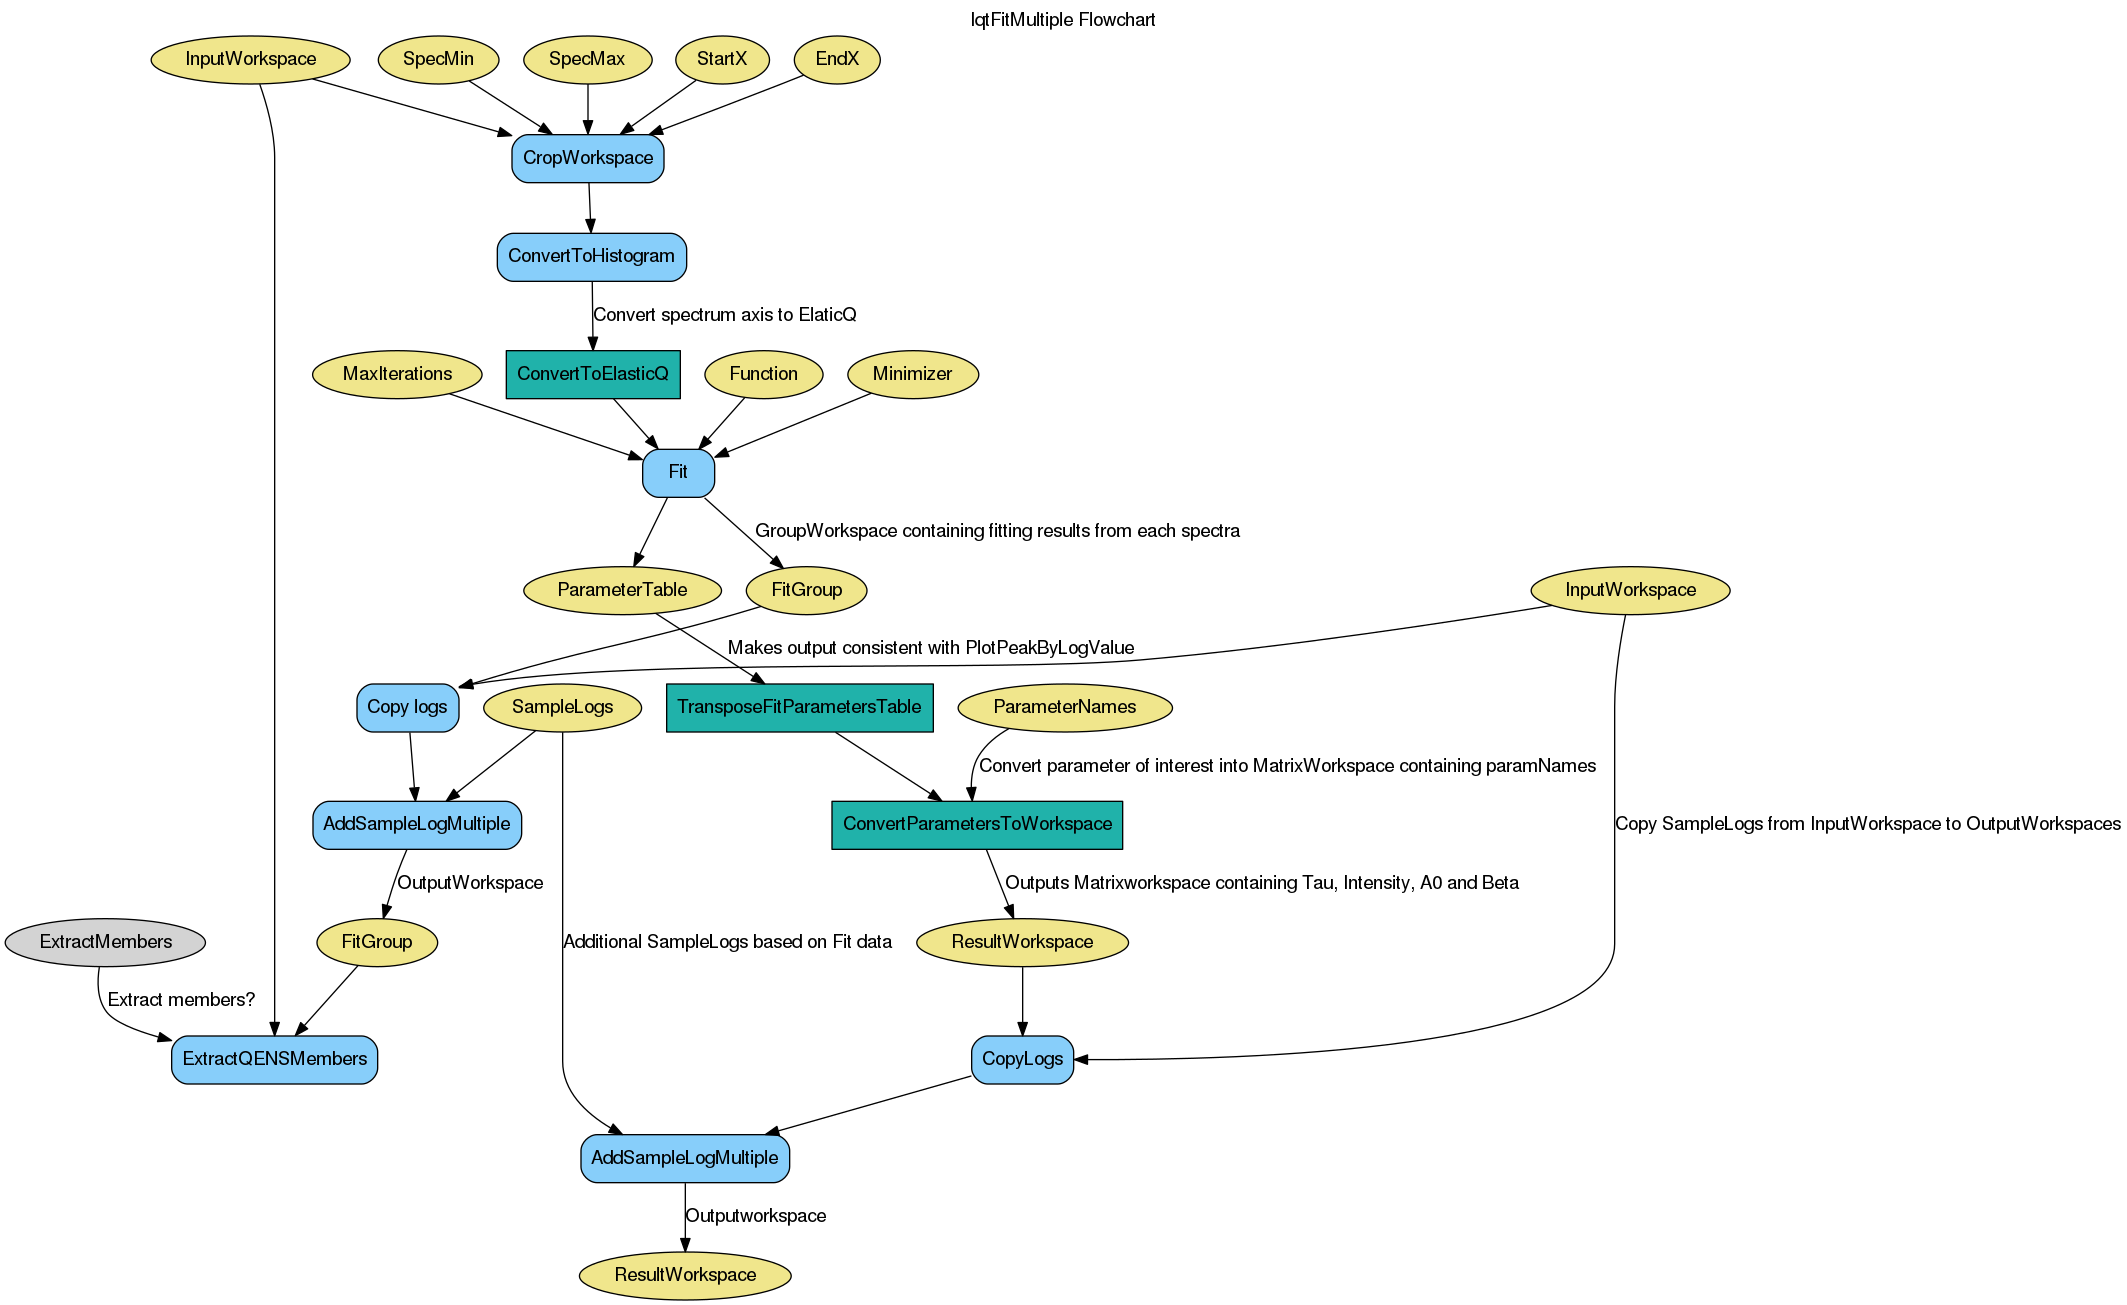 IqtFitMultiple Flowchart
InputWorkspace
SpecMin
SpecMax
StartX
EndX
CropWorkspace
ConvertToHistogram
Convert spectrum axis to ElaticQ
MaxIterations
ConvertToElasticQ
Function
Minimizer
Fit
GroupWorkspace containing fitting results from each spectra
ParameterTable
FitGroup
InputWorkspace
Makes output consistent with PlotPeakByLogValue
Copy logs
SampleLogs
TransposeFitParametersTable
ParameterNames
Convert parameter of interest into MatrixWorkspace containing paramNames
AddSampleLogMultiple
ConvertParametersToWorkspace
Copy SampleLogs from InputWorkspace to OutputWorkspaces
OutputWorkspace
Outputs Matrixworkspace containing Tau, Intensity, A0 and Beta
ExtractMembers
FitGroup
Additional SampleLogs based on Fit data
ResultWorkspace
Extract members?
ExtractQENSMembers
CopyLogs
AddSampleLogMultiple
Outputworkspace
ResultWorkspace